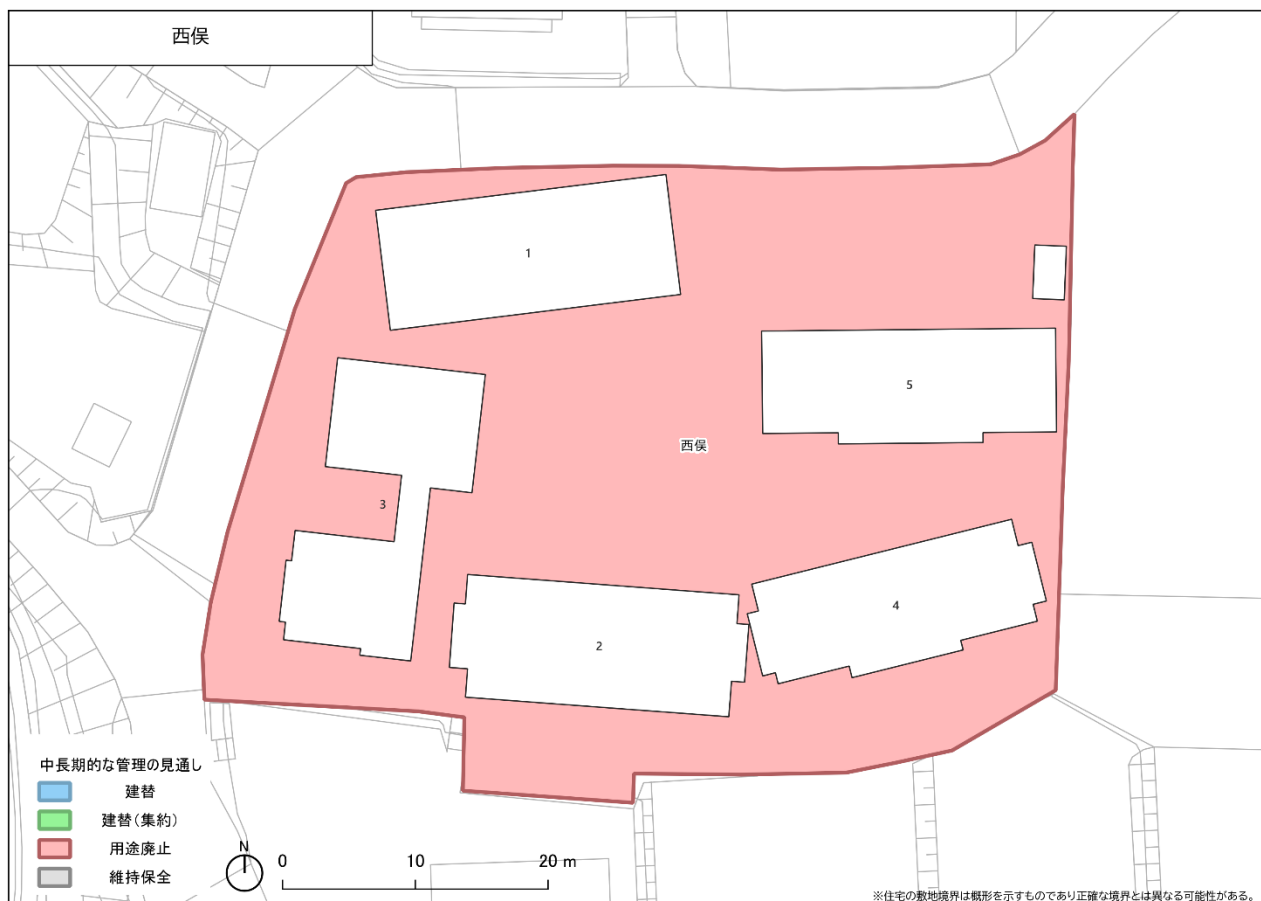 西俣
1
5
西俣
3
4
2
中長期的な管理の見通し
建替
建替(集約)
用途廃止
維持保全
N
0 10 20 m
※住宅の敷地境界は概形を示すものであり正確な境界とは異なる可能性がある。